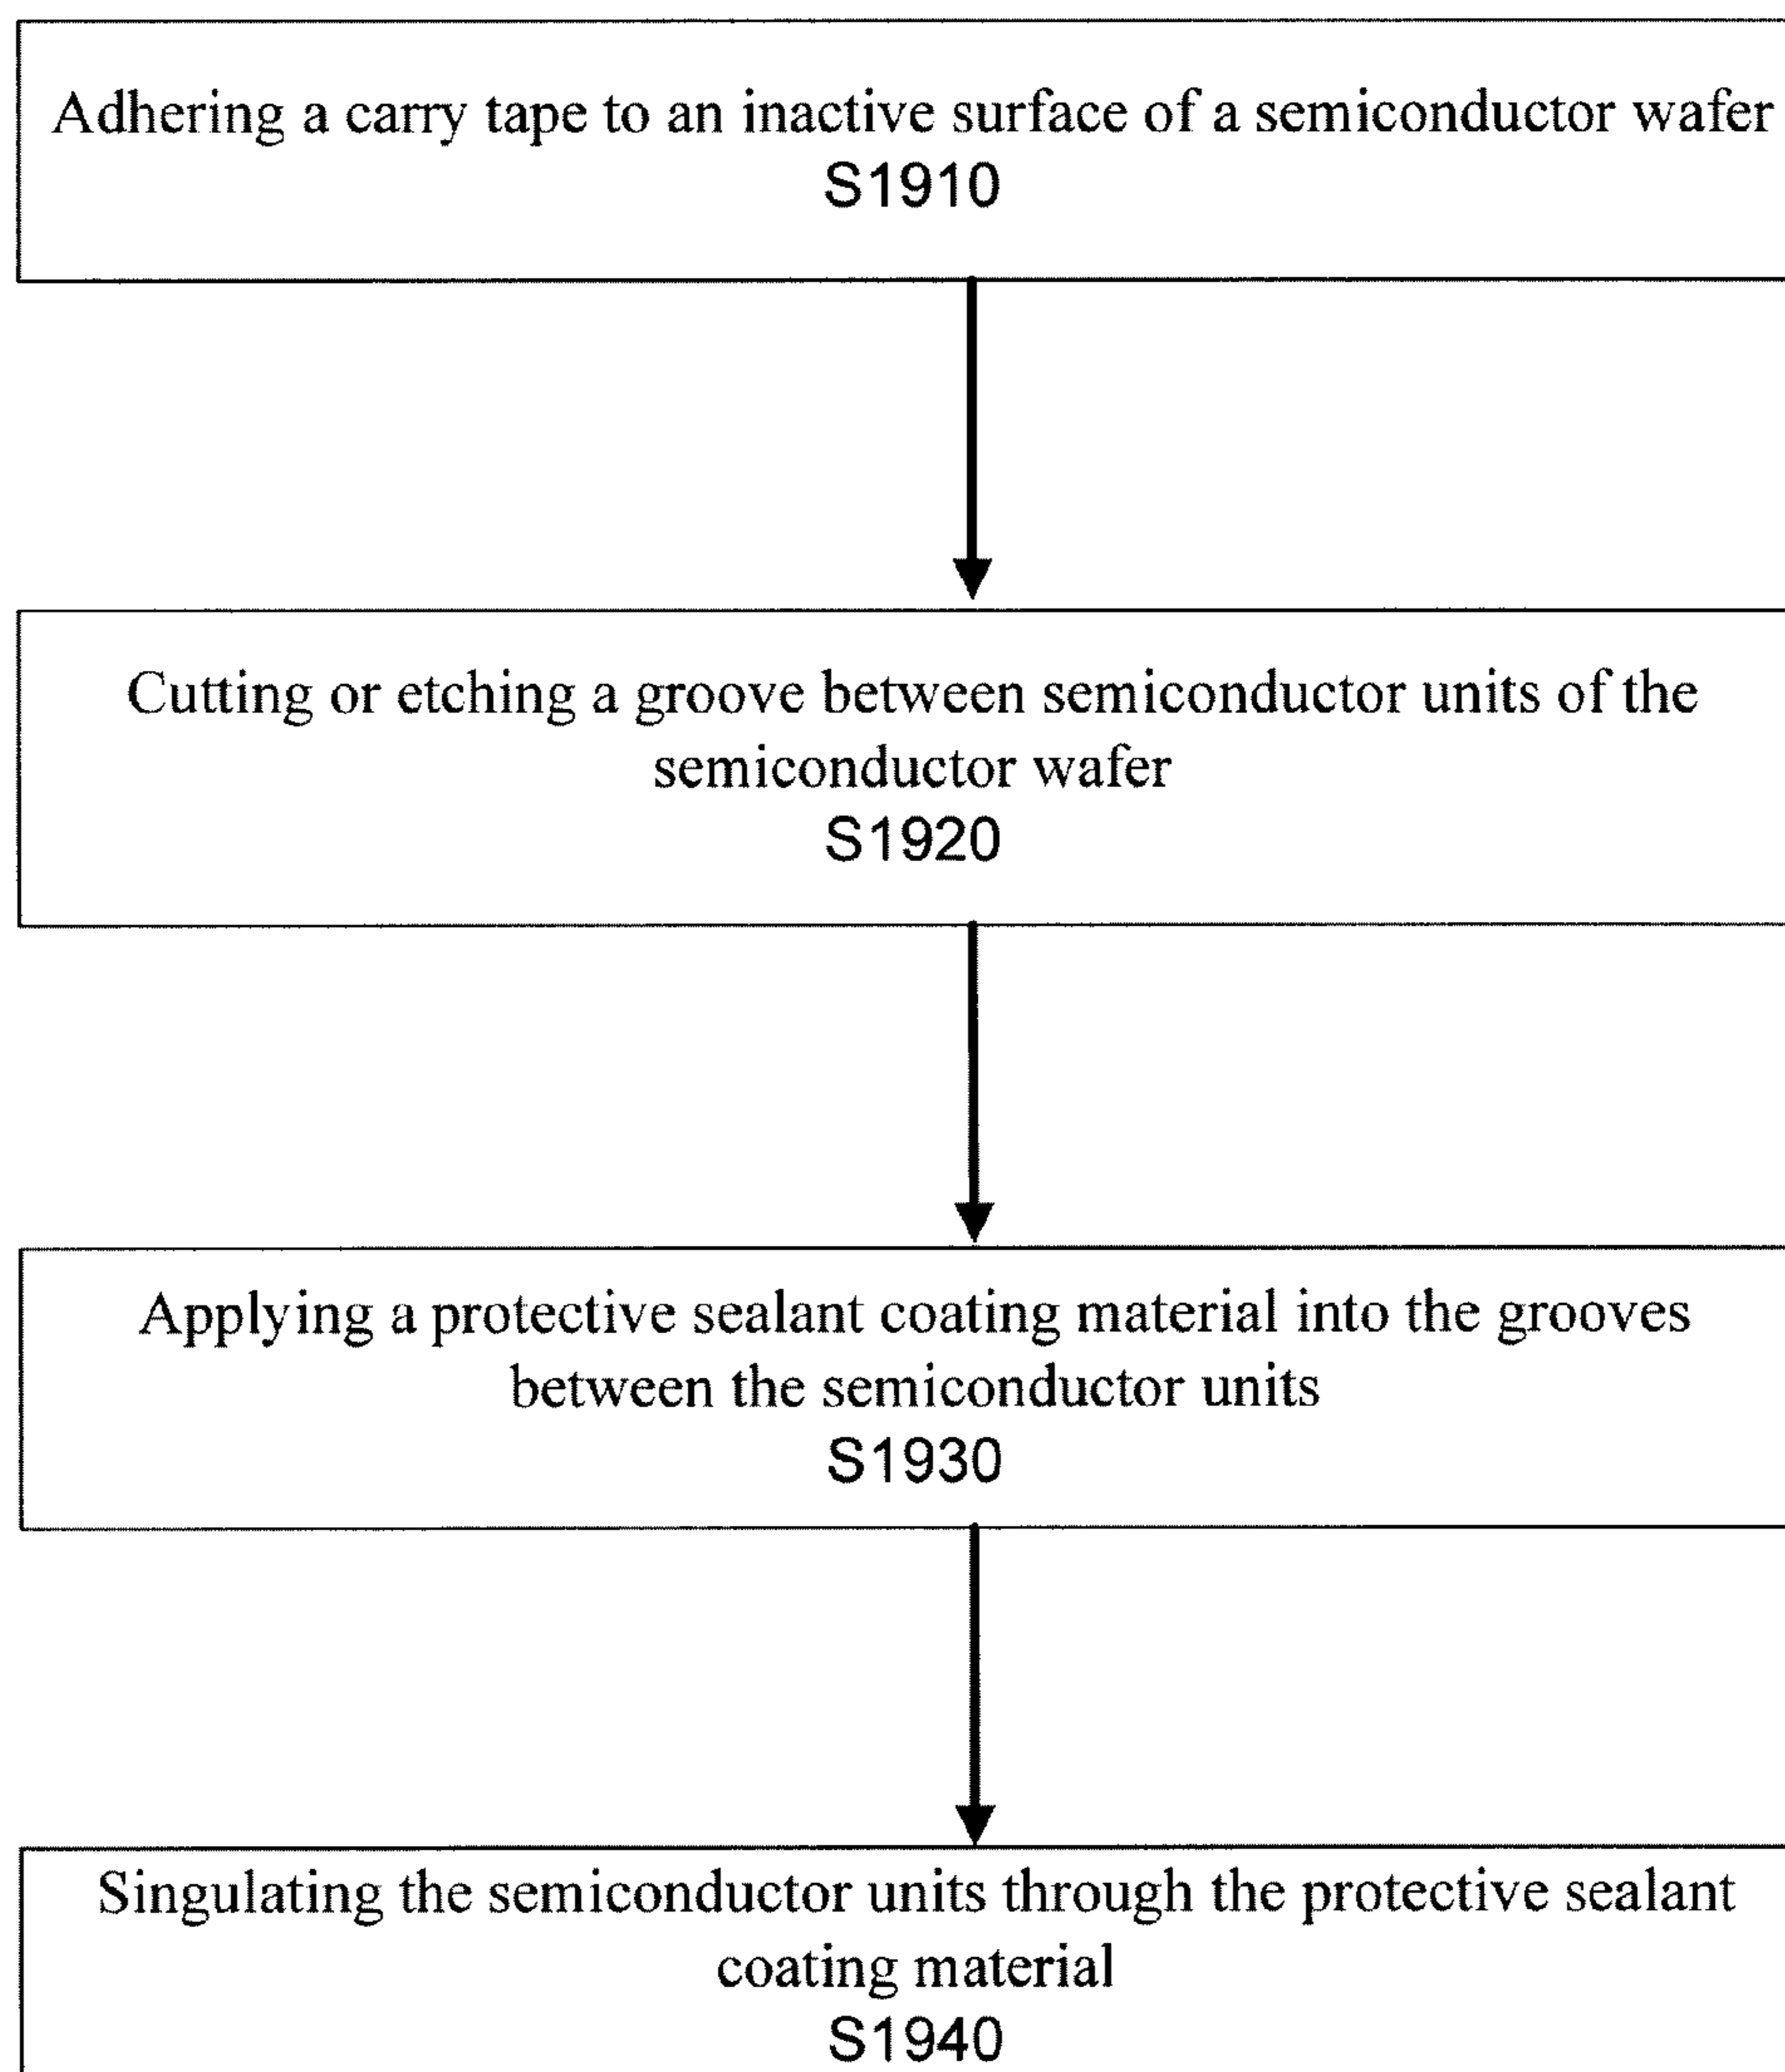 Adhering a carry tape to an inactive surface of a semiconductor wafer
S1910
Cutting or etching a groove between semiconductor units of the
semiconductor wafer
S1920
Applying a protective sealant coating material into the grooves
between the semiconductor units
S1930
Singulating the semiconductor units through the protective sealant
coating material
S1940